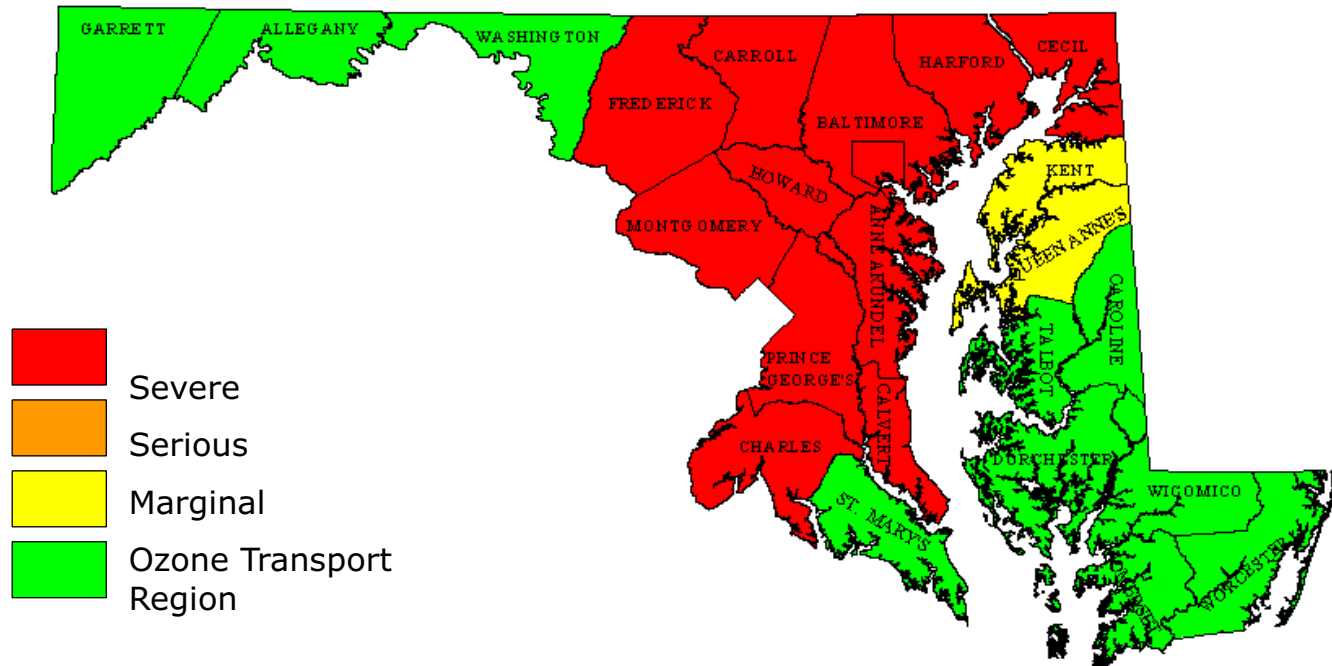 GARRETT
ALLEGANY
WASHINGTON
FREDERICK
CARROLL
BALTIMORE
HARFORD
CECIL
KENT
QUEEN ANNE'S
HOWARD
MONTGOMERY
ANNE ARUNDEL
CAROLINE
TALBOT
PRINCE
GEORGE'S
CALVERT
CHARLES
ST. MARY'S
DORCHESTER
WICOMICO
WORCESTER
SOMERSET
Severe
Serious
Marginal
Ozone Transport
Region